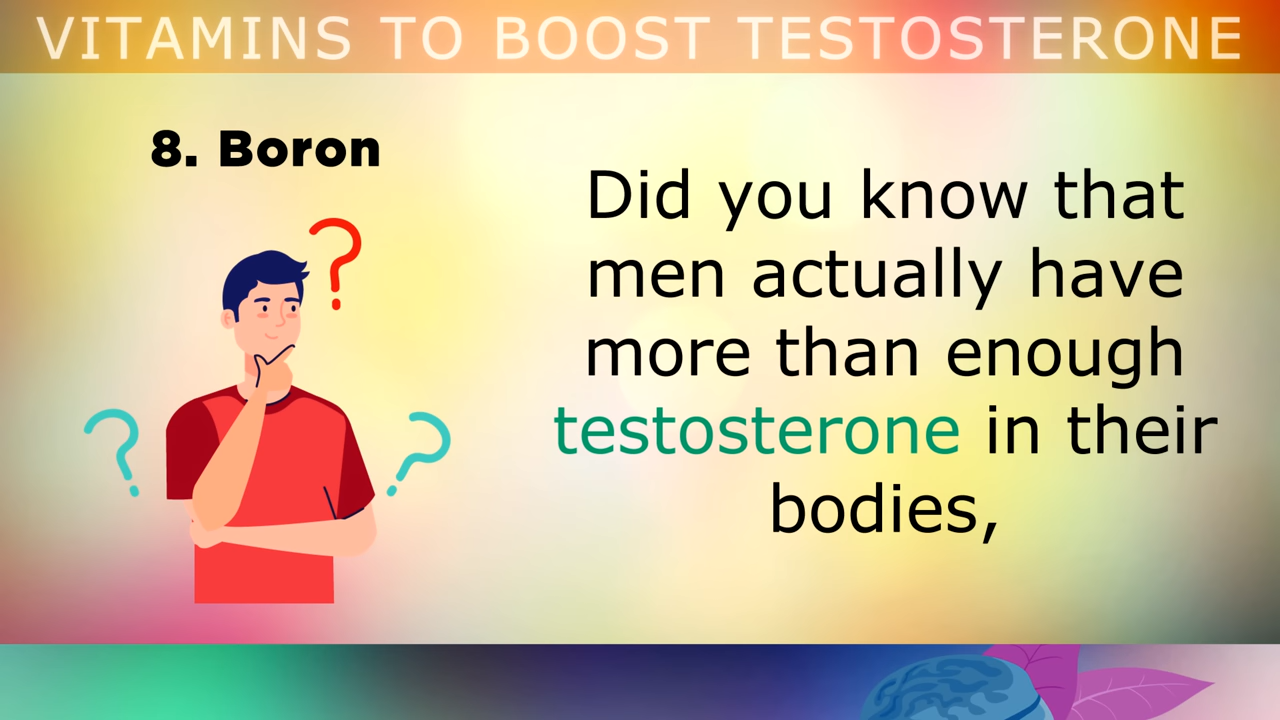 VITAMINS TO BOOST TESTOSTERONE
8. Boron
Did you know that
men actually have
more than enough
testosterone in their
bodies,